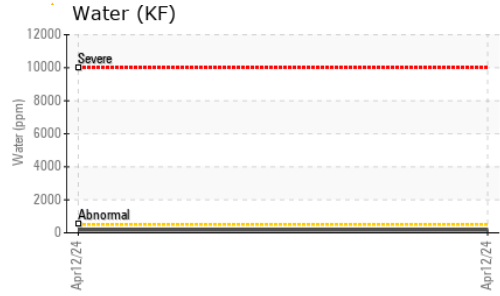 Water (KF)
12000
10000
8000
6000
4000
2000
0
Water (ppm)
Severe
Abnormal
Apr12/24
Apr12/24